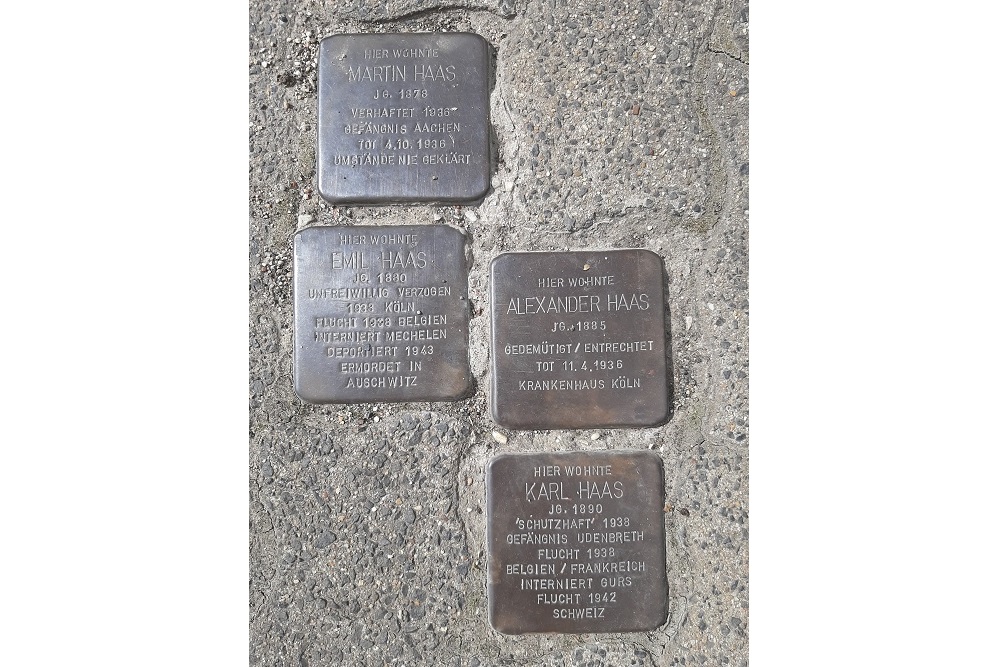 HIER WOHNTE
MARTIN HAAS
JG. 1878
VERHAFTET 1936
GEFÄNGNIS AACHEN
TOT 4.10.1936
UMSTÄNDE NIE GEKLÄRT
HIER WOHNTE
EMIL HAAS
JG. 1880
UNFREIWILLIG VERZOGEN
1938 KÖLN
FLUCHT 1938 BELGIEN
INTERNIERT MECHELEN
DEPORTIERT 1943
ERMORDET IN
AUSCHWITZ
HIER WOHNTE
ALEXANDER HAAS
JG. 1885
GEDEMÜTIGT / ENTRECHTET
TOT 11.4.1936
KRANKENHAUS KÖLN
HIER WOHNTE
KARL HAAS
JG. 1890
'SCHUTZHAFT' 1938
GEFÄNGNIS UDENBRETH
FLUCHT 1938
BELGIEN / FRANKREICH
INTERNIERT GURS
FLUCHT 1942
SCHWEIZ